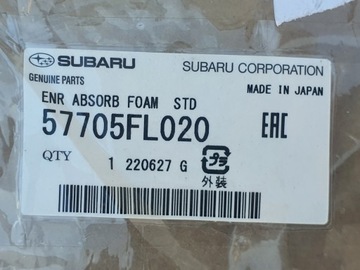 SUBARU
SUBARU CORPORATION
GENUINE PARTS
MADE IN JAPAN
ENR ABSORB FOAM STD
57705FL020
EAC
QTY 1 220627 G
プラ
外装